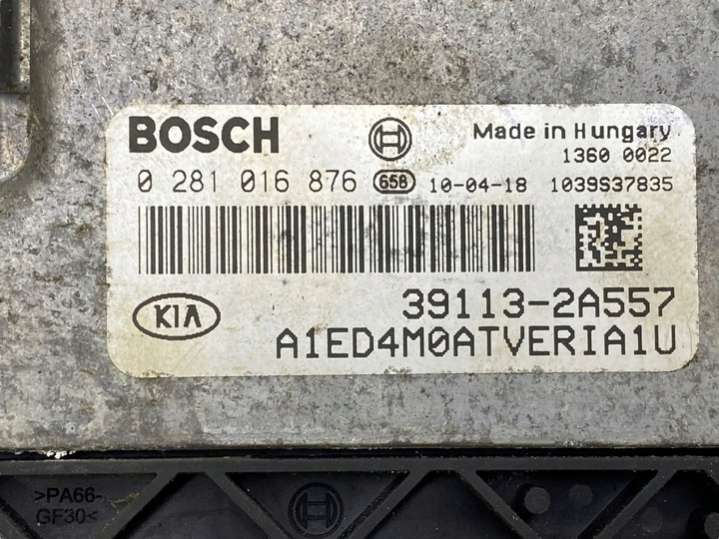 BOSCH
Made in Hungary
1360 0022
0 281 016 876 658 10-04-18 1039S37835
39113-2A557
KIA
A1ED4M0ATVERIA1U
>PA66-
GF30<